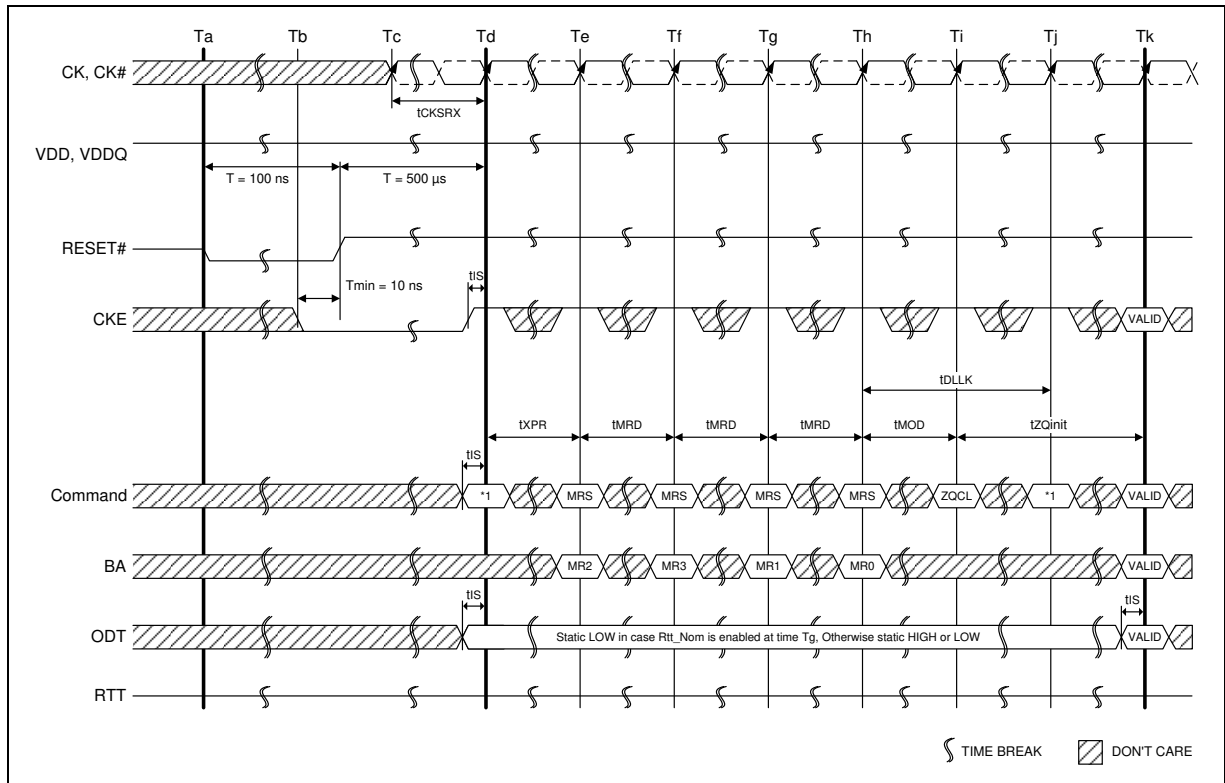 Ta Tb Tc Td Te Tf Tg Th Ti Tj Tk
CK, CK#
tCKSRX
VDD, VDDQ
T = 100 ns T = 500 µs
RESET#
Tmin = 10 ns tIS
CKE VALID
tDLLK
tXPR tMRD tMRD tMRD tMOD tZQinit
tIS
Command *1 MRS MRS MRS MRS ZQCL *1 VALID
BA MR2 MR3 MR1 MR0 VALID
tIS tIS
ODT Static LOW in case Rtt_Nom is enabled at time Tg, Otherwise static HIGH or LOW VALID
RTT
TIME BREAK DON'T CARE